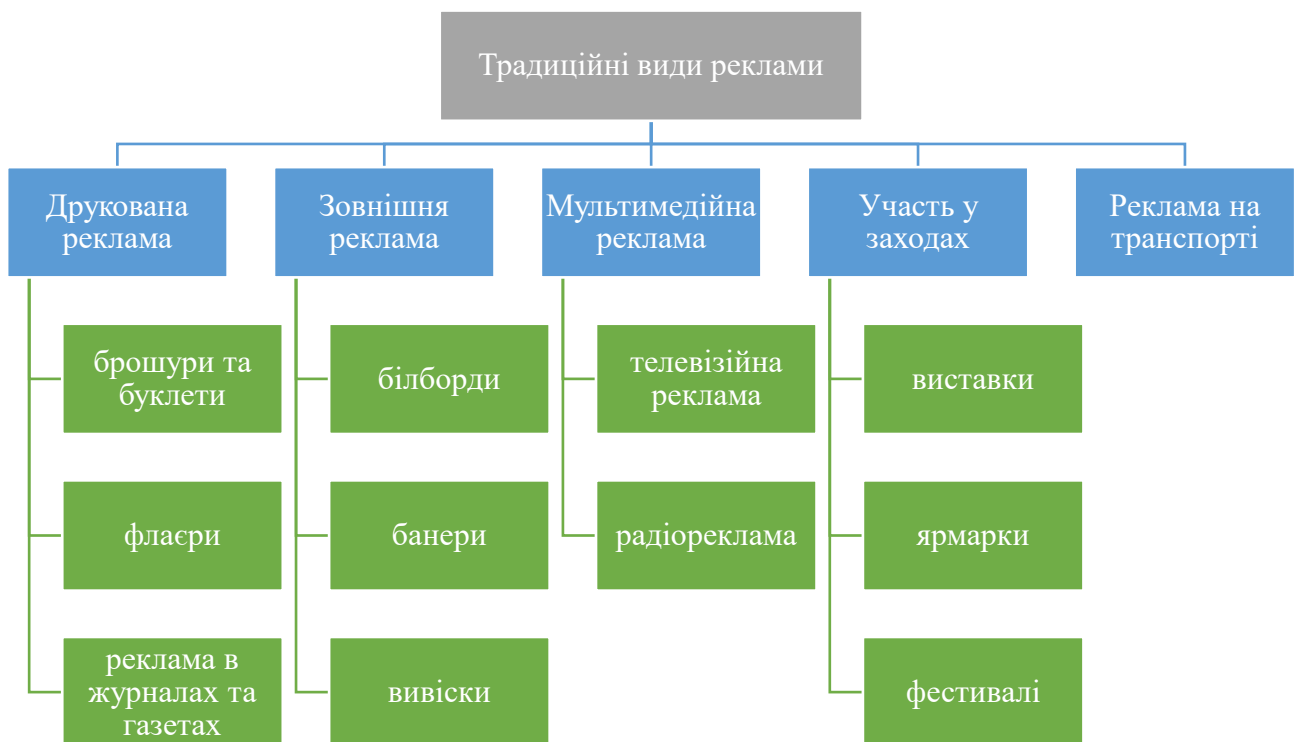 Традиційні види реклами
Друкована
реклама
Зовнішня
реклама
Мультимедійна
реклама
Участь у
заходах
Реклама на
транспорті
брошури та
буклети
білборди
телевізійна
реклама
виставки
флаєри
банери
радіореклама
ярмарки
реклама в
журналах та
газетах
вивіски
фестивалі